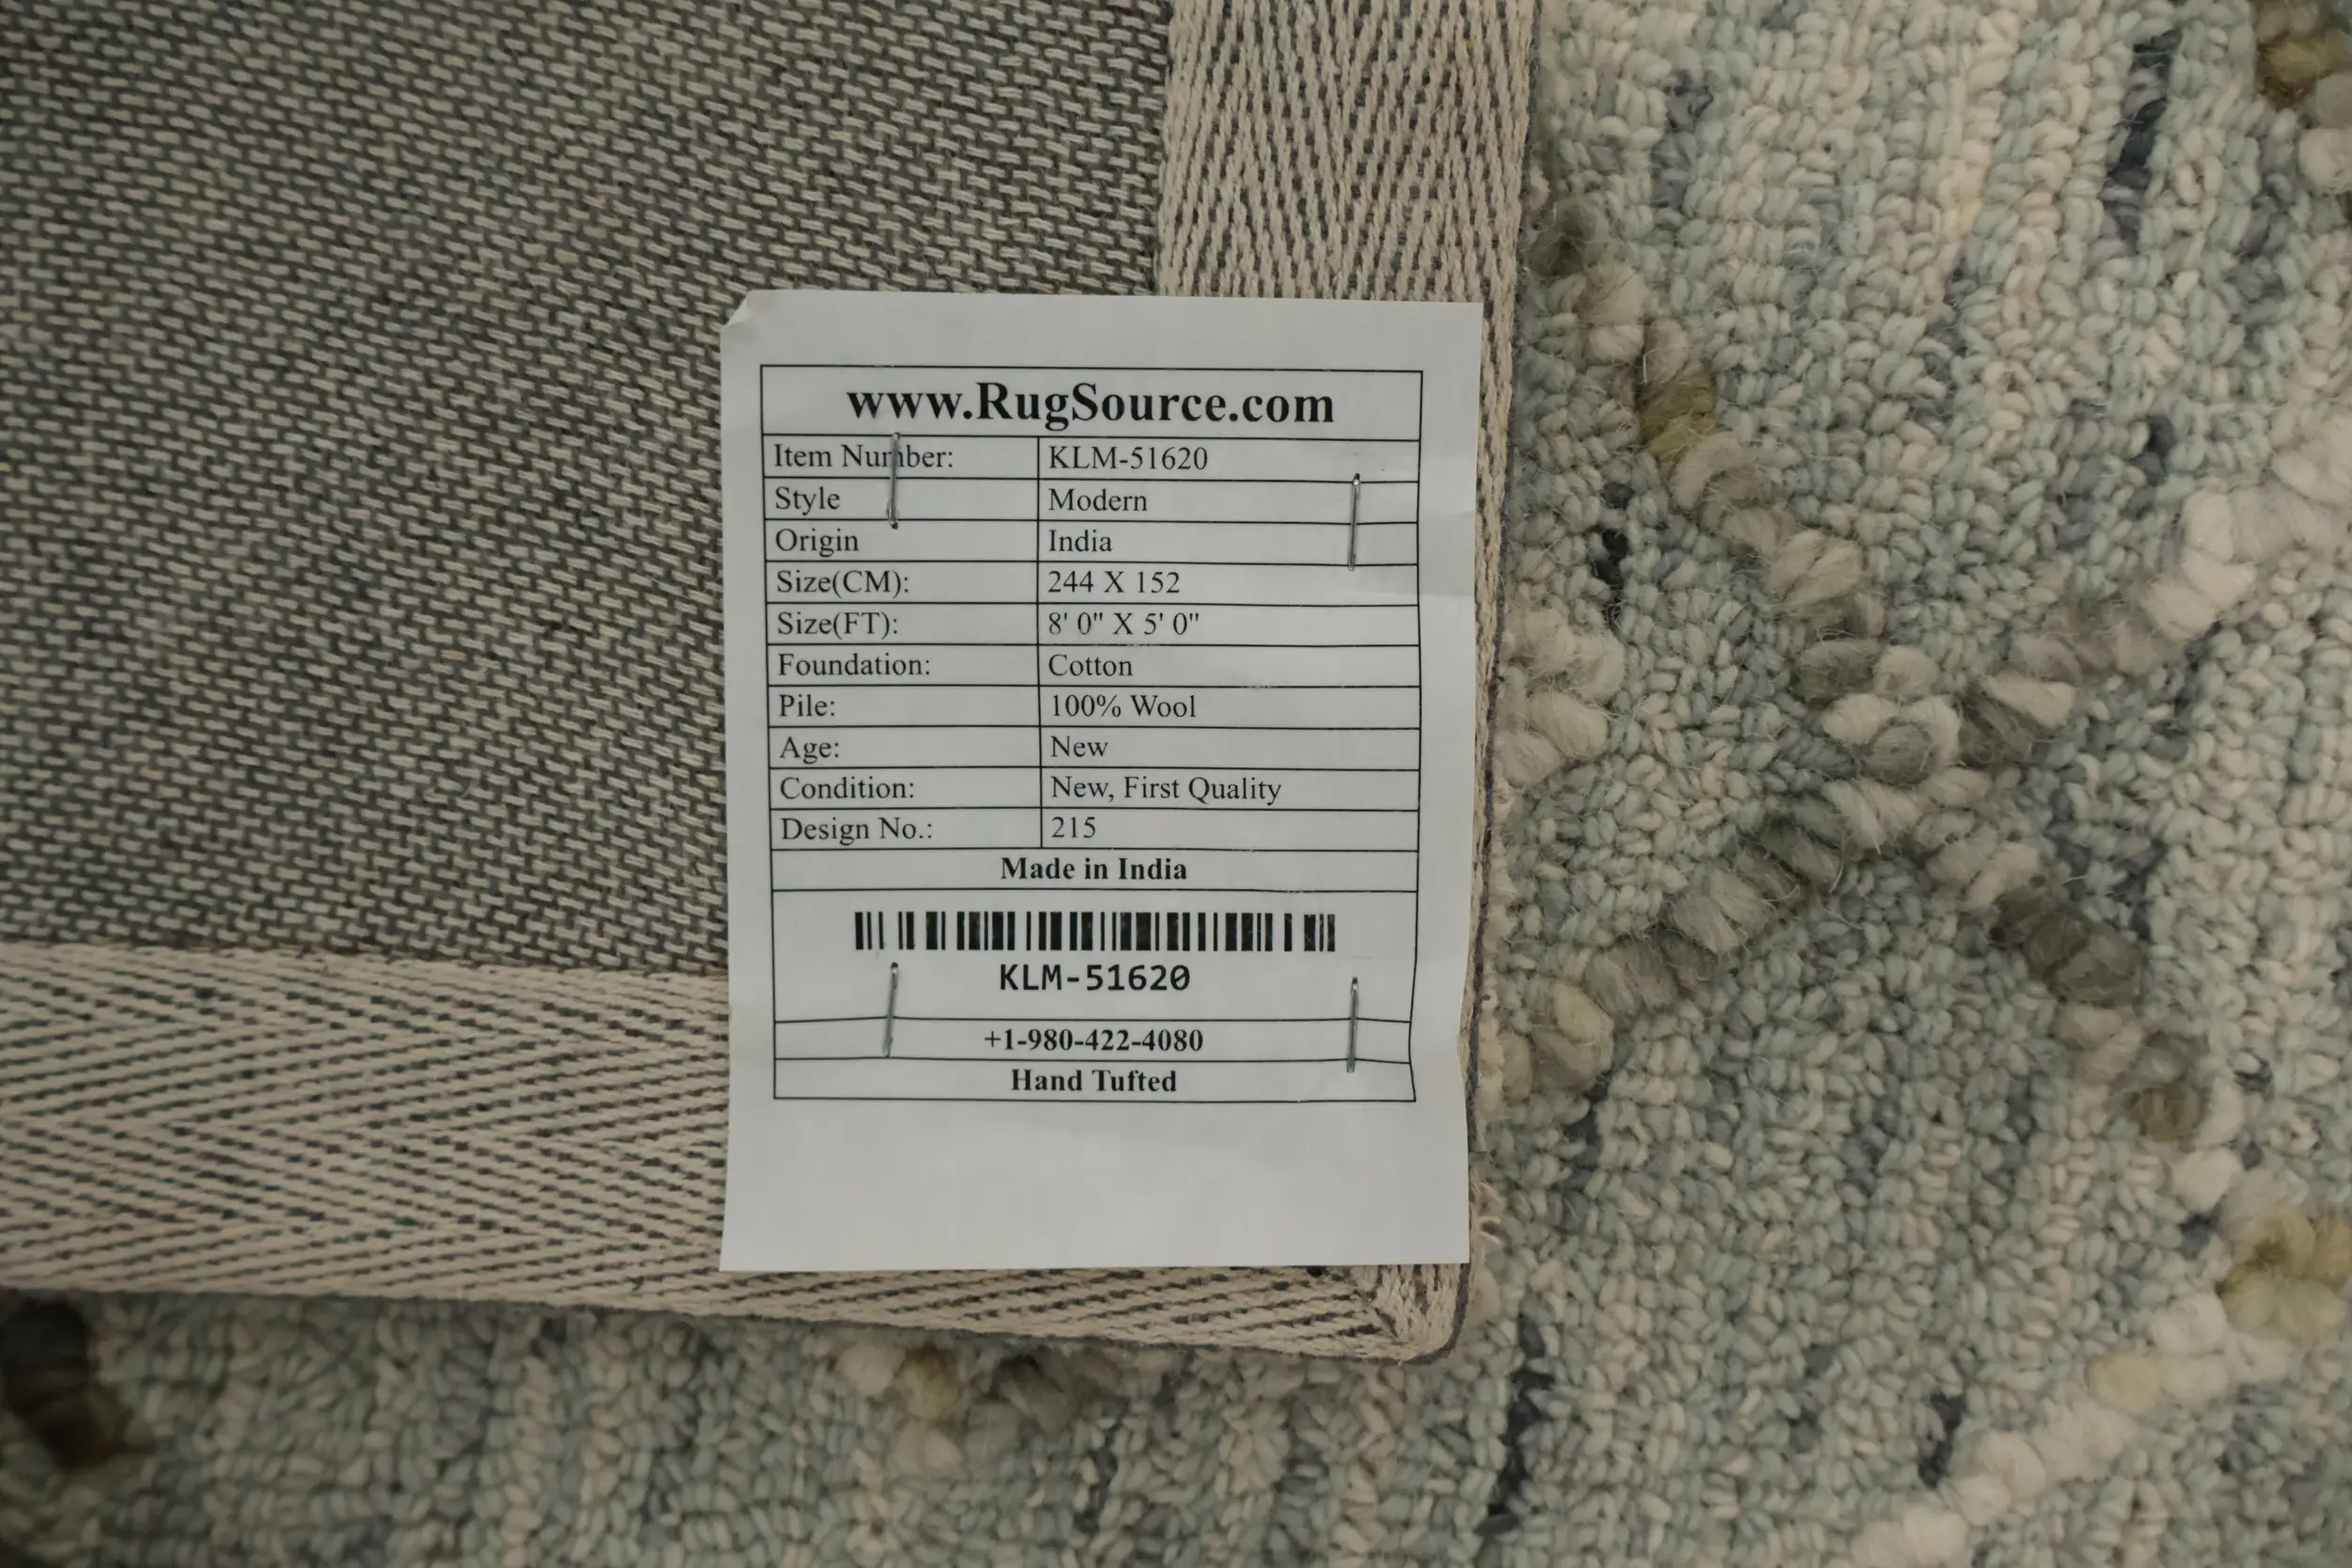 www.RugSource.com
Item Number: KLM-51620
Style Modern
Origin India
Size(CM): 244 X 152
Size(FT): 8' 0" X 5' 0"
Foundation: Cotton
Pile: 100% Wool
Age: New
Condition: New, First Quality
Design No.: 215
Made in India
KLM-51620
+1-980-422-4080
Hand Tufted